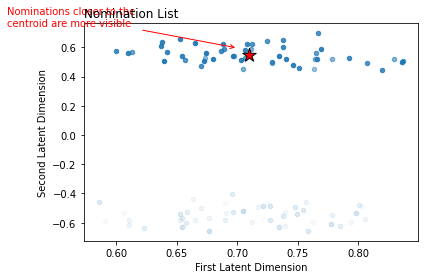 Nomination List
Nominations closer to the
centroid are more visible
0.6
0.4
0.2
0.0
−0.2
−0.4
−0.6
Second Latent Dimension
0.60 0.65 0.70 0.75 0.80
First Latent Dimension